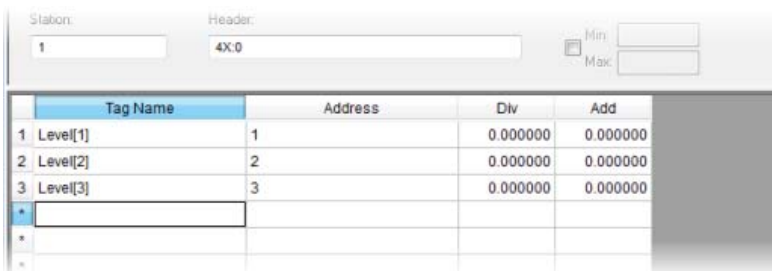 Station: Header:
1 4X:0 Min:
Max:
Tag Name Address Div Add
1 Level[1] 1 0.000000 0.000000
2 Level[2] 2 0.000000 0.000000
3 Level[3] 3 0.000000 0.000000
*
*
*